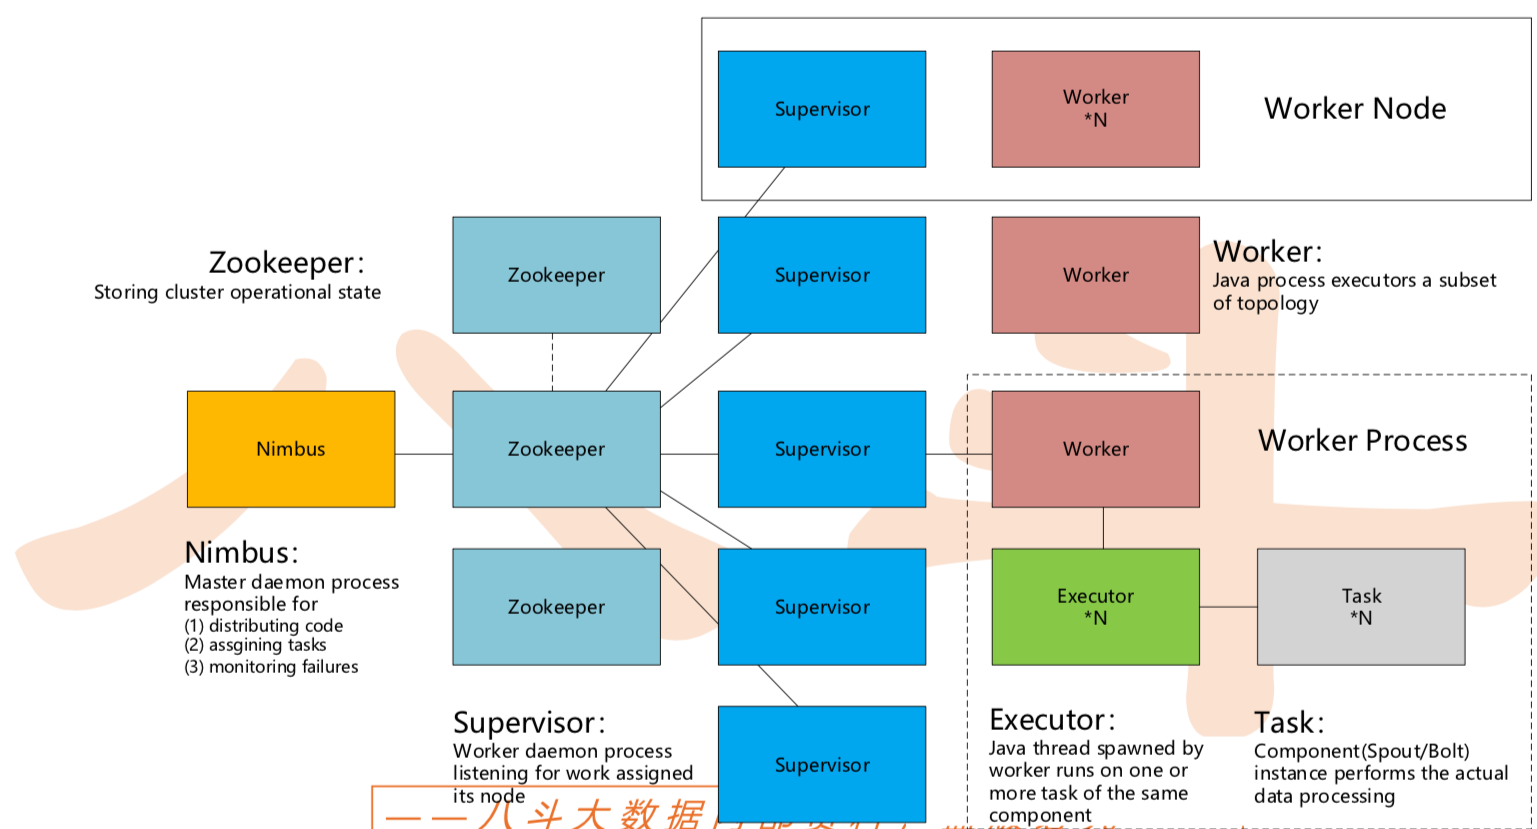 Supervisor
Worker
*N
Worker Node
Zookeeper:
Storing cluster operational state
Zookeeper
Supervisor
Worker
Worker:
Java process executors a subset
of topology
Nimbus
Zookeeper
Supervisor
Worker
Worker Process
Nimbus:
Master daemon process
responsible for
(1) distributing code
(2) assgining tasks
(3) monitoring failures
Zookeeper
Supervisor
Executor
*N
Task
*N
Supervisor:
Worker daemon process
listening for work assigned
its node
Supervisor
Executor:
Java thread spawned by
worker runs on one or
more task of the same
component
Task:
Component(Spout/Bolt)
instance performs the actual
data processing
——八斗大数据